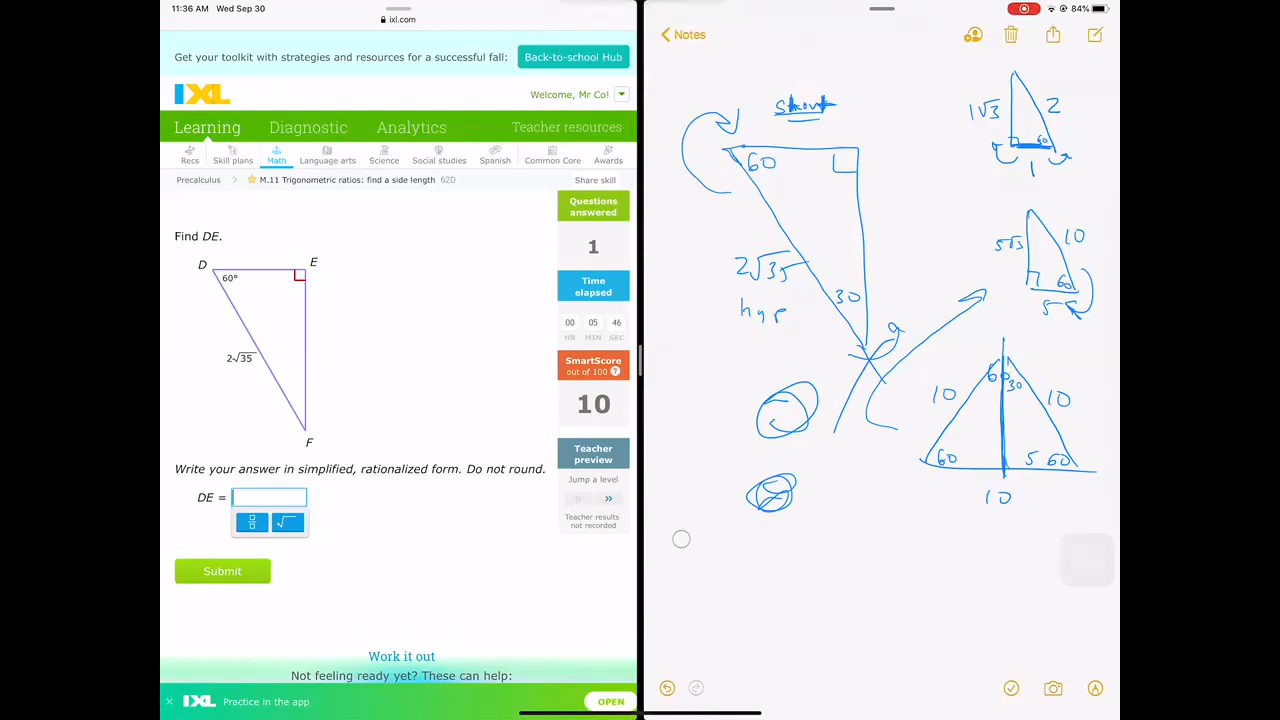 11:36 AM Wed Sep 30
ixl.com
Get your toolkit with strategies and resources for a successful fall:
Back-to-school Hub
IXL
Welcome, Mr Co!
Learning
Diagnostic
Analytics
Teacher resources
Recs
Skill plans
Math
Language arts
Science
Social studies
Spanish
Common Core
Awards
Precalculus > M.11 Trigonometric ratios: find a side length 62D
Share skill
Questions
answered
1
Time
elapsed
00 05 46
HR MIN SEC
SmartScore
out of 100 ?
10
Teacher
preview
Jump a level
Teacher results
not recorded
Find DE.
D
E
60°
2√35
F
Write your answer in simplified, rationalized form. Do not round.
DE =
√
Submit
Work it out
Not feeling ready yet? These can help:
× IXL Practice in the app
OPEN
84%
Notes
short
60
2√35
hyp
30
1√3
2
60
1
5√3
10
60
60
30
10
10
60
5 60
10